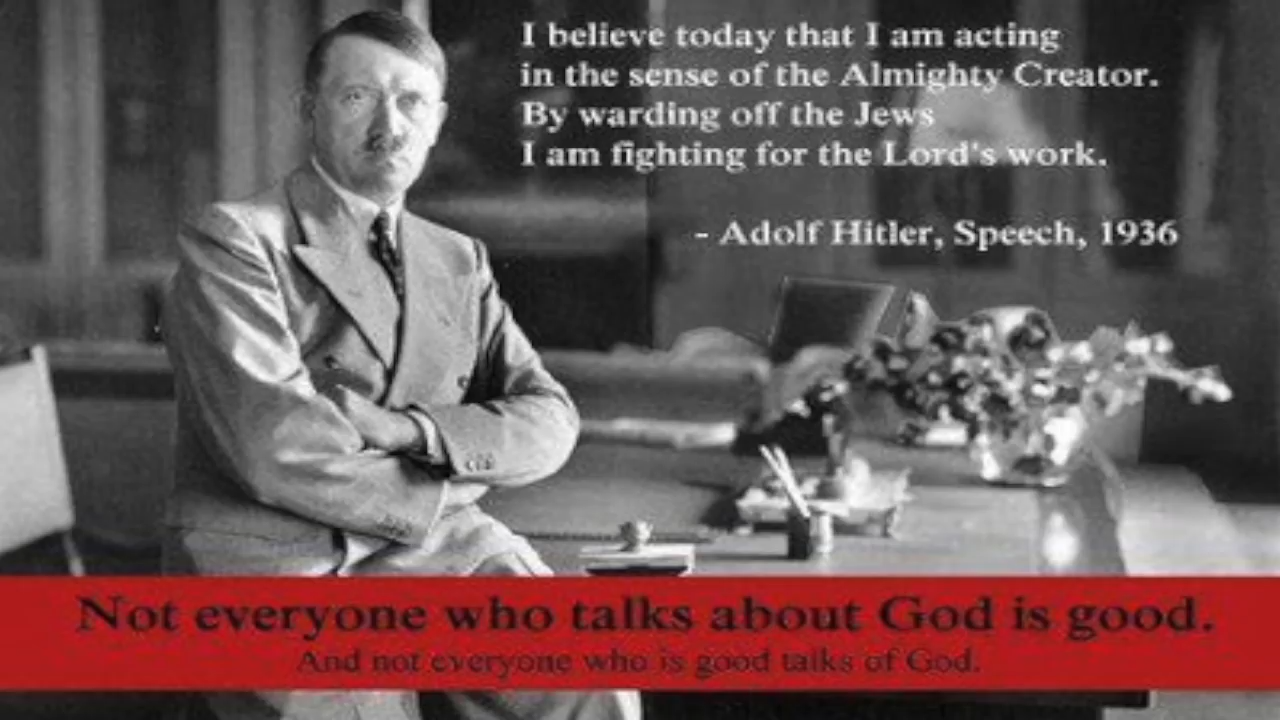 I believe today that I am acting
in the sense of the Almighty Creator.
By warding off the Jews
I am fighting for the Lord's work.
- Adolf Hitler, Speech, 1936
Not everyone who talks about God is good.
And not everyone who is good talks of God.